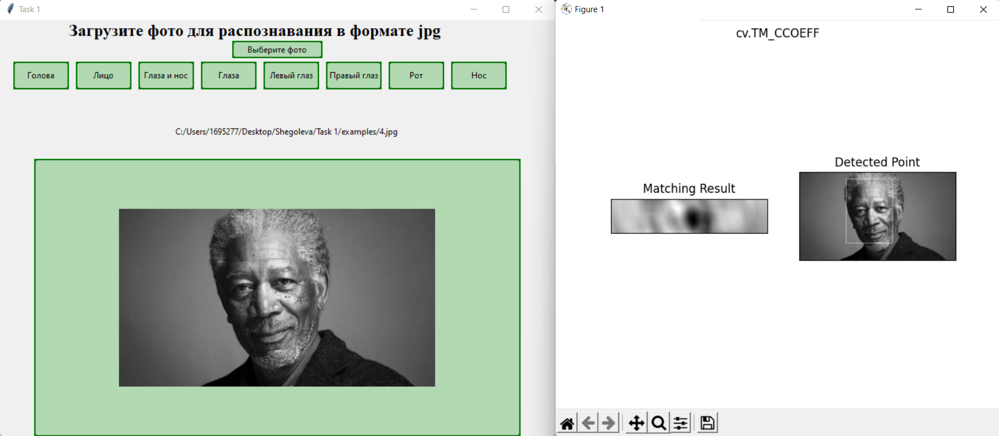 Task 1
Загрузите фото для распознавания в формате jpg
Выберите фото
Голова
Лицо
Глаза и нос
Глаза
Левый глаз
Правый глаз
Рот
Нос
C:/Users/1695277/Desktop/Shegoleva/Task 1/examples/4.jpg
Figure 1
cv.TM_CCOEFF
Matching Result
Detected Point